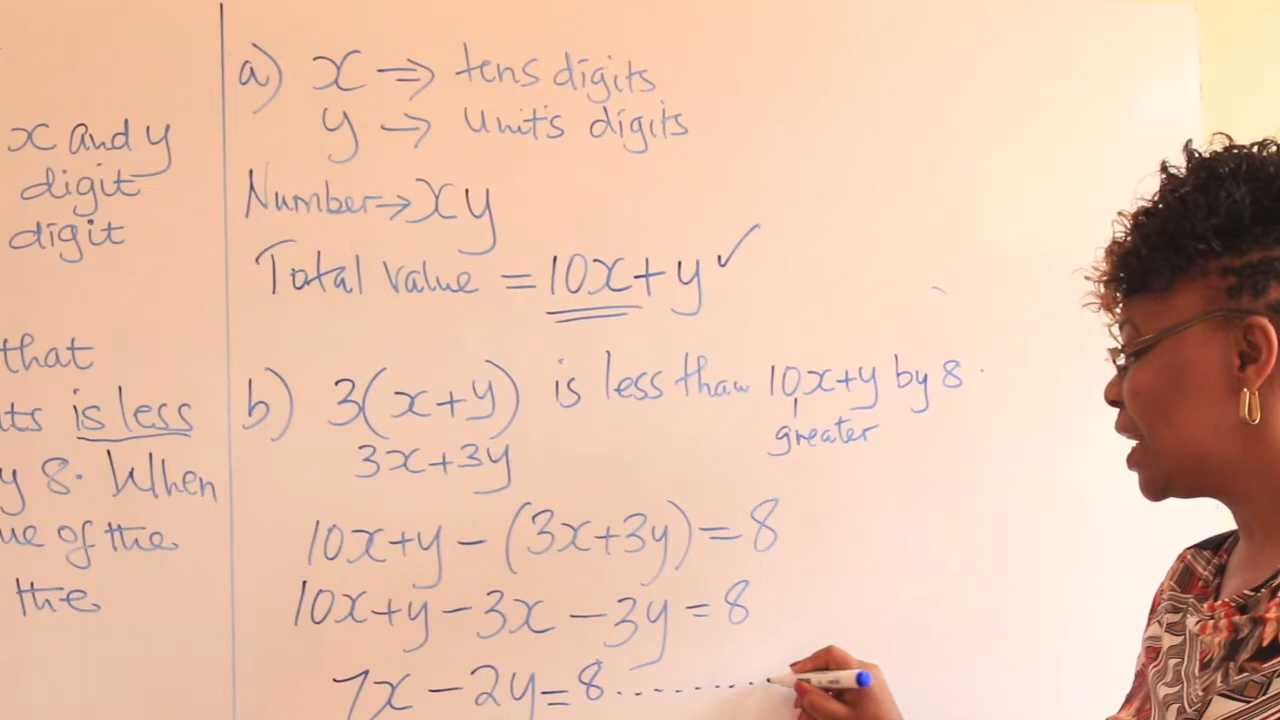 x and y
digit
digit
that
is less
y 8. When
of the
the
a) x ⇒ tens digits
y → Units digits
Number→xy
Total value = 10x+y ✓
b) 3(x+y) is less than 10x+y by 8.
greater
3x+3y
10x+y - (3x+3y)=8
10x+y-3x-3y=8
7x-2y=8........